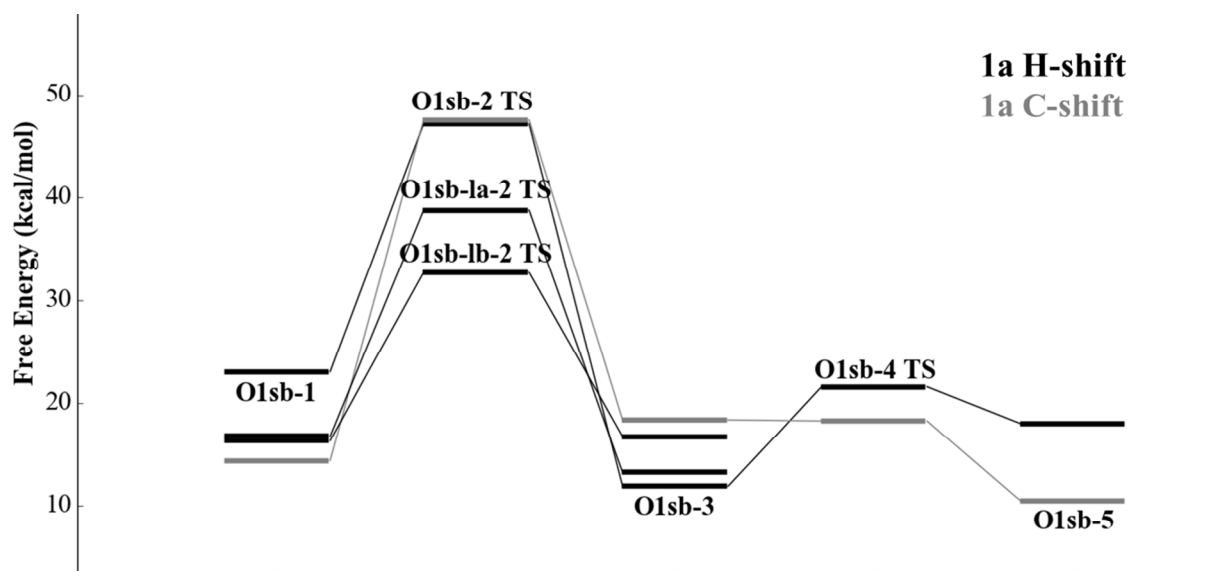 1a H-shift
1a C-shift
Free Energy (kcal/mol)
50
40
30
20
10
O1sb-2 TS
O1sb-la-2 TS
O1sb-lb-2 TS
O1sb-1
O1sb-4 TS
O1sb-3
O1sb-5